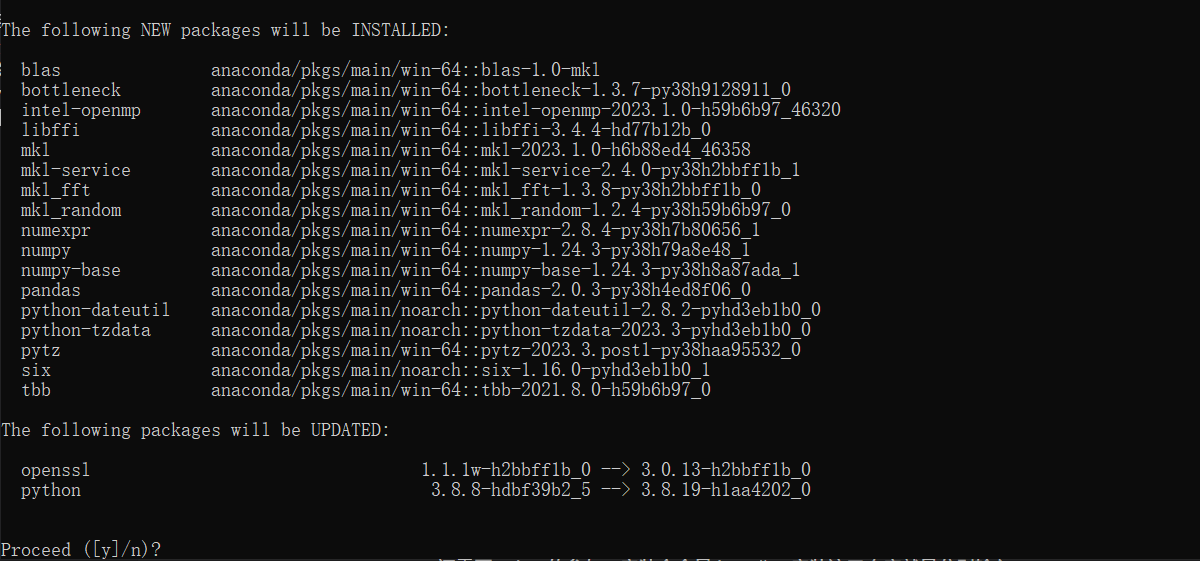 The following NEW packages will be INSTALLED:
blas anaconda/pkgs/main/win-64::blas-1.0-mkl
bottleneck anaconda/pkgs/main/win-64::bottleneck-1.3.7-py38h9128911_0
intel-openmp anaconda/pkgs/main/win-64::intel-openmp-2023.1.0-h59b6b97_46320
libffi anaconda/pkgs/main/win-64::libffi-3.4.4-hd77b12b_0
mkl anaconda/pkgs/main/win-64::mkl-2023.1.0-h6b88ed4_46358
mkl-service anaconda/pkgs/main/win-64::mkl-service-2.4.0-py38h2bbff1b_1
mkl_fft anaconda/pkgs/main/win-64::mkl_fft-1.3.8-py38h2bbff1b_0
mkl_random anaconda/pkgs/main/win-64::mkl_random-1.2.4-py38h59b6b97_0
numexpr anaconda/pkgs/main/win-64::numexpr-2.8.4-py38h7b80656_1
numpy anaconda/pkgs/main/win-64::numpy-1.24.3-py38h79a8e48_1
numpy-base anaconda/pkgs/main/win-64::numpy-base-1.24.3-py38h8a87ada_1
pandas anaconda/pkgs/main/win-64::pandas-2.0.3-py38h4ed8f06_0
python-dateutil anaconda/pkgs/main/noarch::python-dateutil-2.8.2-pyhd3eb1b0_0
python-tzdata anaconda/pkgs/main/noarch::python-tzdata-2023.3-pyhd3eb1b0_0
pytz anaconda/pkgs/main/win-64::pytz-2023.3.post1-py38haa95532_0
six anaconda/pkgs/main/noarch::six-1.16.0-pyhd3eb1b0_1
tbb anaconda/pkgs/main/win-64::tbb-2021.8.0-h59b6b97_0
The following packages will be UPDATED:
openssl 1.1.1w-h2bbff1b_0 --> 3.0.13-h2bbff1b_0
python 3.8.8-hdbf39b2_5 --> 3.8.19-h1aa4202_0
Proceed ([y]/n)?